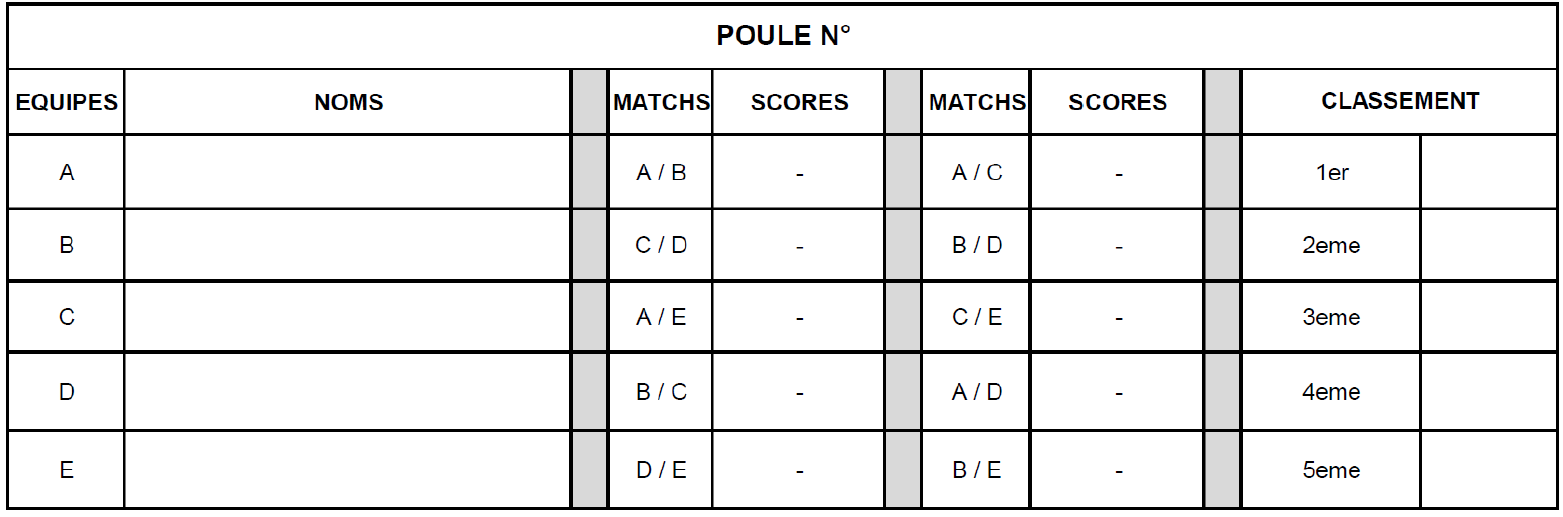 POULE N°
EQUIPES NOMS MATCHS SCORES MATCHS SCORES CLASSEMENT
A A / B - A / C - 1er
B C / D - B / D - 2eme
C A / E - C / E - 3eme
D B / C - A / D - 4eme
E D / E - B / E - 5eme